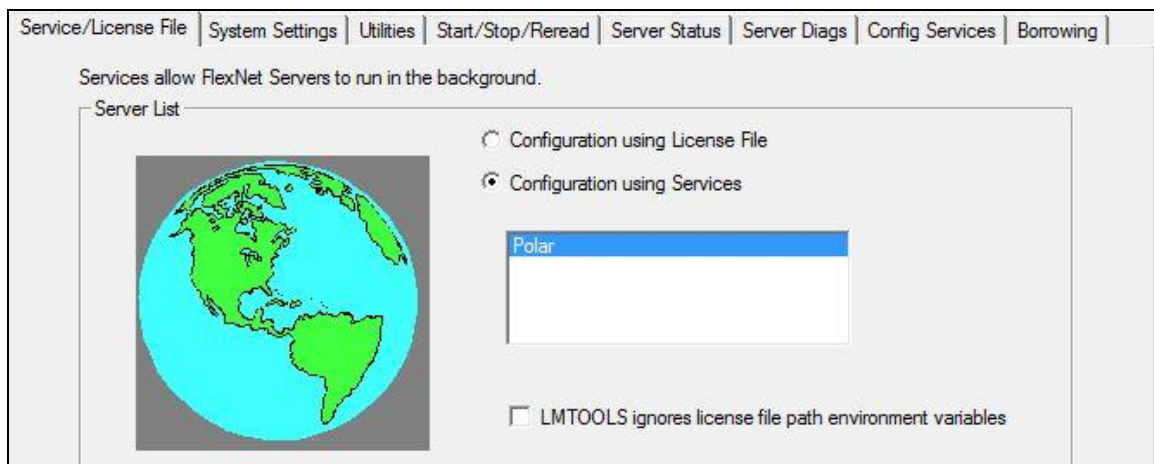 Service/License File System Settings Utilities Start/Stop/Reread Server Status Server Diags Config Services Borrowing
Services allow FlexNet Servers to run in the background.
Server List
Configuration using License File
Configuration using Services
Polar
LMTOOLS ignores license file path environment variables